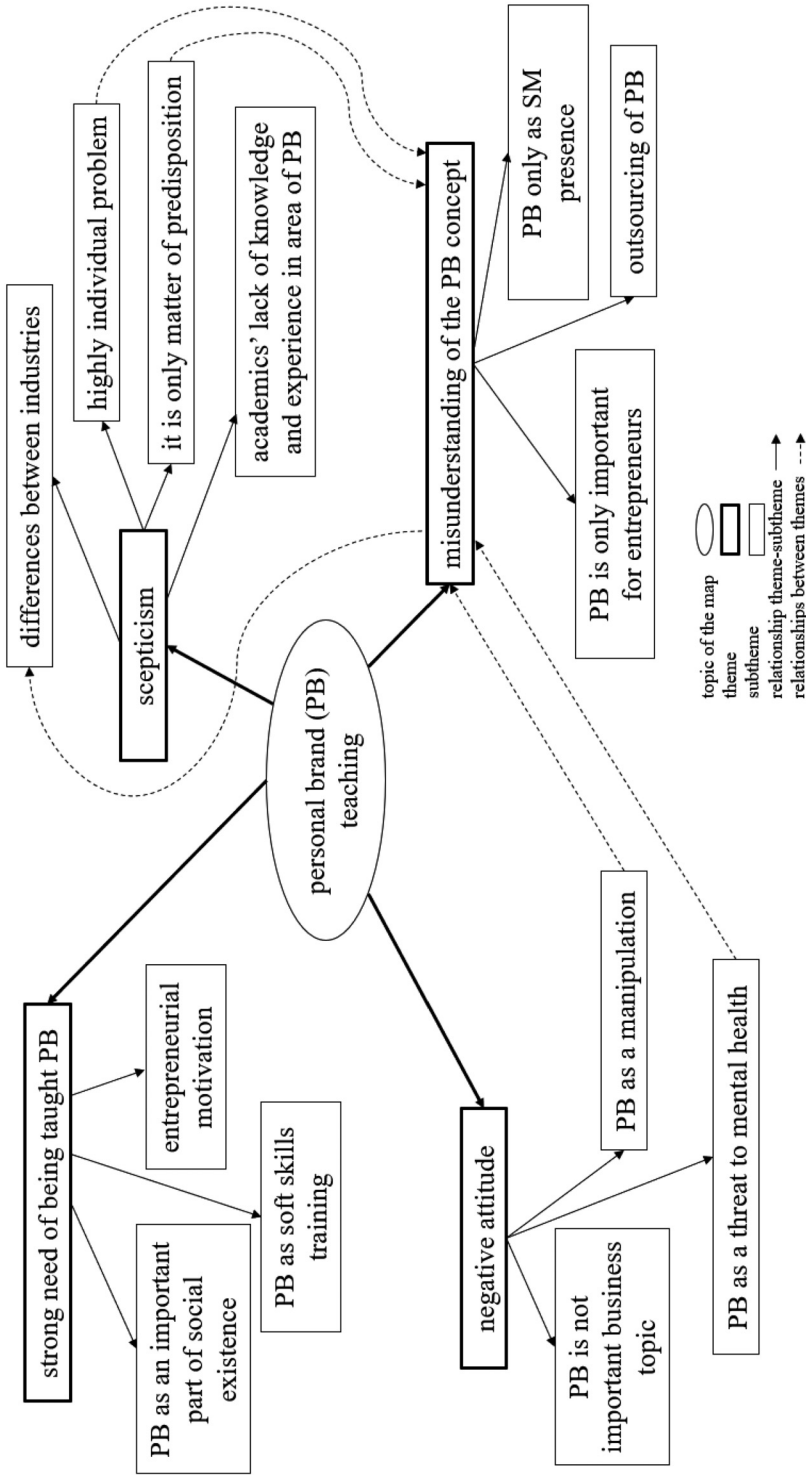 strong need of being taught PB
PB as an important
part of social
existence
PB as soft skills
training
entrepreneurial
motivation
differences between industries
scepticism
highly individual problem
it is only matter of predisposition
academics’ lack of knowledge
and experience in area of PB
personal brand (PB)
teaching
negative attitude
PB is not
important business
topic
PB as a manipulation
PB as a threat to mental health
misunderstanding of the PB concept
PB is only important
for entrepreneurs
outsourcing of PB
PB only as SM
presence
topic of the map
theme
subtheme
relationship theme-subtheme
relationships between themes